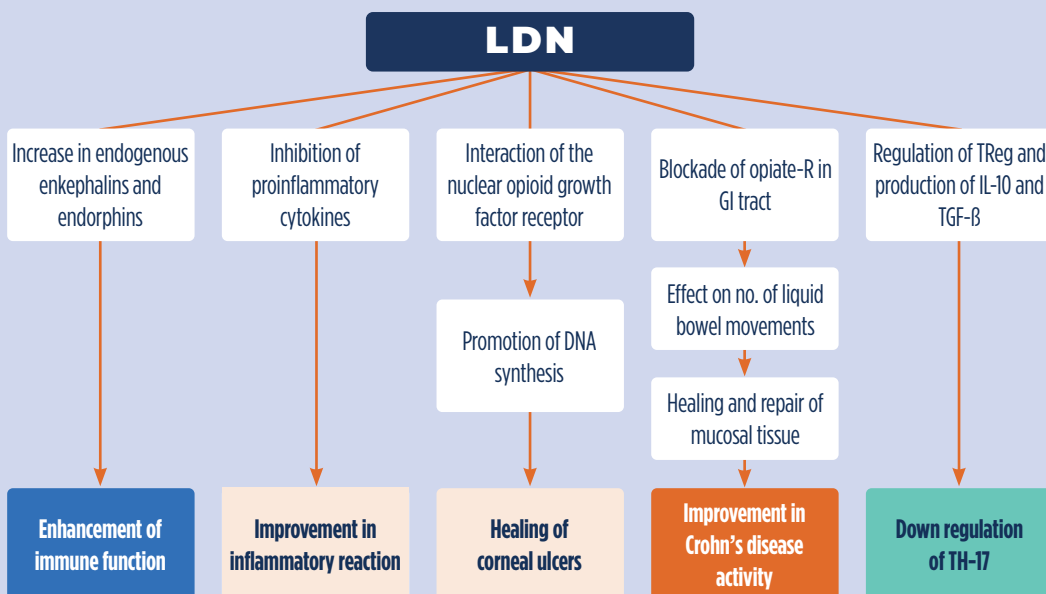 LDN
Increase in endogenous
enkephalins and
endorphins
Inhibition of
proinflammatory
cytokines
Interaction of the
nuclear opioid growth
factor receptor
Blockade of opiate-R in
GI tract
Regulation of TReg and
production of IL-10 and
TGF-ß
Effect on no. of liquid
bowel movements
Promotion of DNA
synthesis
Healing and repair of
mucosal tissue
Enhancement of
immune function
Improvement in
inflammatory reaction
Healing of
corneal ulcers
Improvement in
Crohn's disease
activity
Down regulation
of TH-17